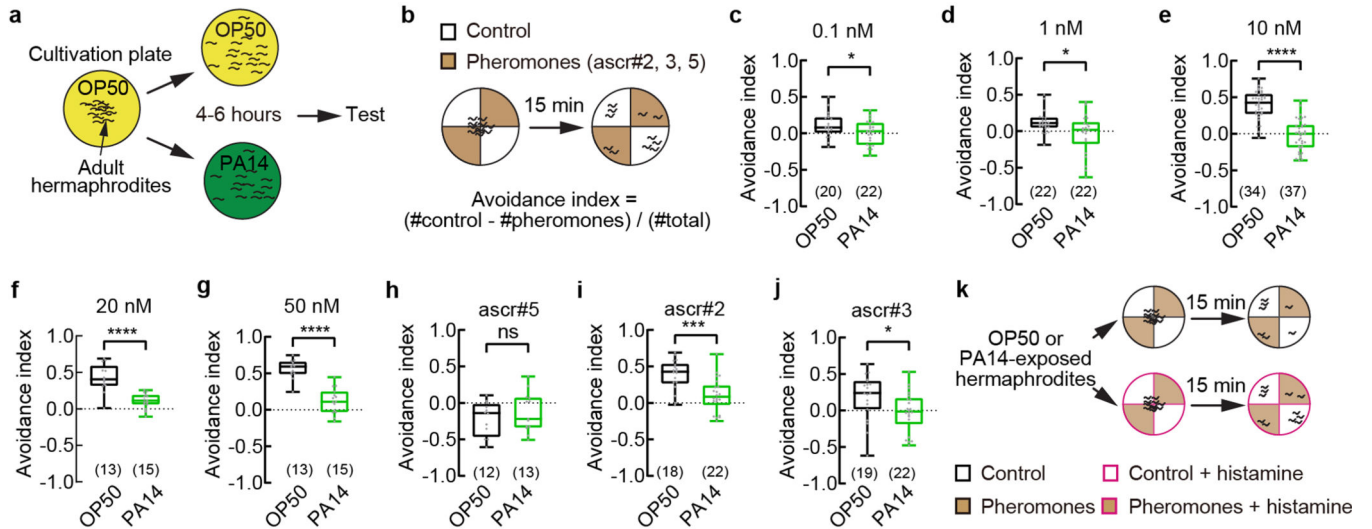 a
Cultivation plate
OP50
OP50
4-6 hours
Test
Adult
hermaphrodites
PA14
b
Control
Pheromones (ascr#2, 3, 5)
15 min
Avoidance index =
(#control - #pheromones) / (#total)
c
0.1 nM
*
Avoidance index
1.0
0.5
0.0
-0.5
-1.0
(20) (22)
OP50 PA14
d
1 nM
*
Avoidance index
1.0
0.5
0.0
-0.5
-1.0
(22) (22)
OP50 PA14
e
10 nM
****
Avoidance index
1.0
0.5
0.0
-0.5
-1.0
(34) (37)
OP50 PA14
f
20 nM
****
Avoidance index
1.0
0.5
0.0
-0.5
-1.0
(13) (15)
OP50 PA14
g
50 nM
****
Avoidance index
1.0
0.5
0.0
-0.5
-1.0
(13) (15)
OP50 PA14
h
ascr#5
ns
Avoidance index
1.0
0.5
0.0
-0.5
-1.0
(12) (13)
OP50 PA14
i
ascr#2
***
Avoidance index
1.0
0.5
0.0
-0.5
-1.0
(18) (22)
OP50 PA14
j
ascr#3
*
Avoidance index
1.0
0.5
0.0
-0.5
-1.0
(19) (22)
OP50 PA14
k
15 min
OP50 or
PA14-exposed
hermaphrodites
15 min
Control
Control + histamine
Pheromones
Pheromones + histamine